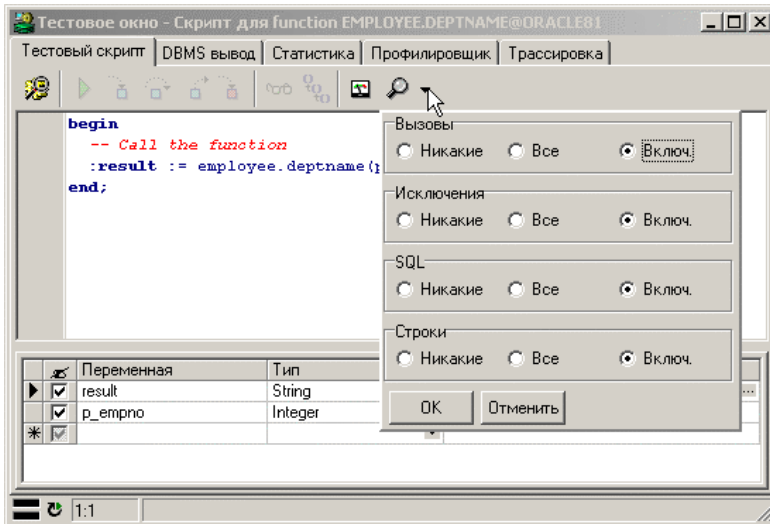 Тестовое окно - Скрипт для function EMPLOYEE.DEPTNAME@ORACLE81
Тестовый скрипт DBMS вывод Статистика Профилировщик Трассировка
begin
-- Call the function
:result := employee.deptname(
end;
Вызовы
Никакие Все Включ.
Исключения
Никакие Все Включ.
SQL
Никакие Все Включ.
Строки
Никакие Все Включ.
OK Отменить
Переменная Тип
result String
p_empno Integer
1:1